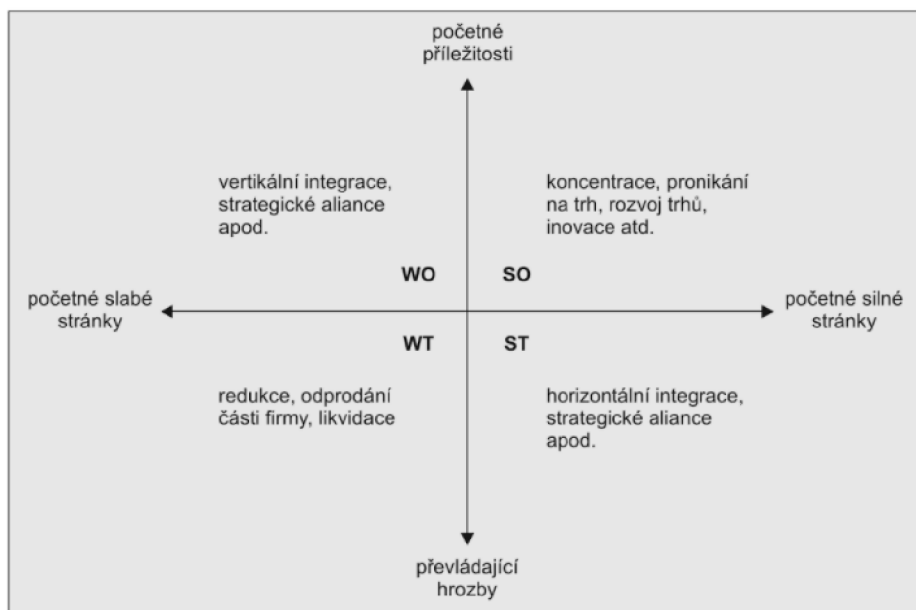 početné
příležitosti
vertikální integrace,
strategické aliance
apod.
koncentrace, pronikání
na trh, rozvoj trhů,
inovace atd.
WO
SO
početné slabé
stránky
početné silné
stránky
WT
ST
redukce, odprodání
části firmy, likvidace
horizontální integrace,
strategické aliance
apod.
převládající
hrozby